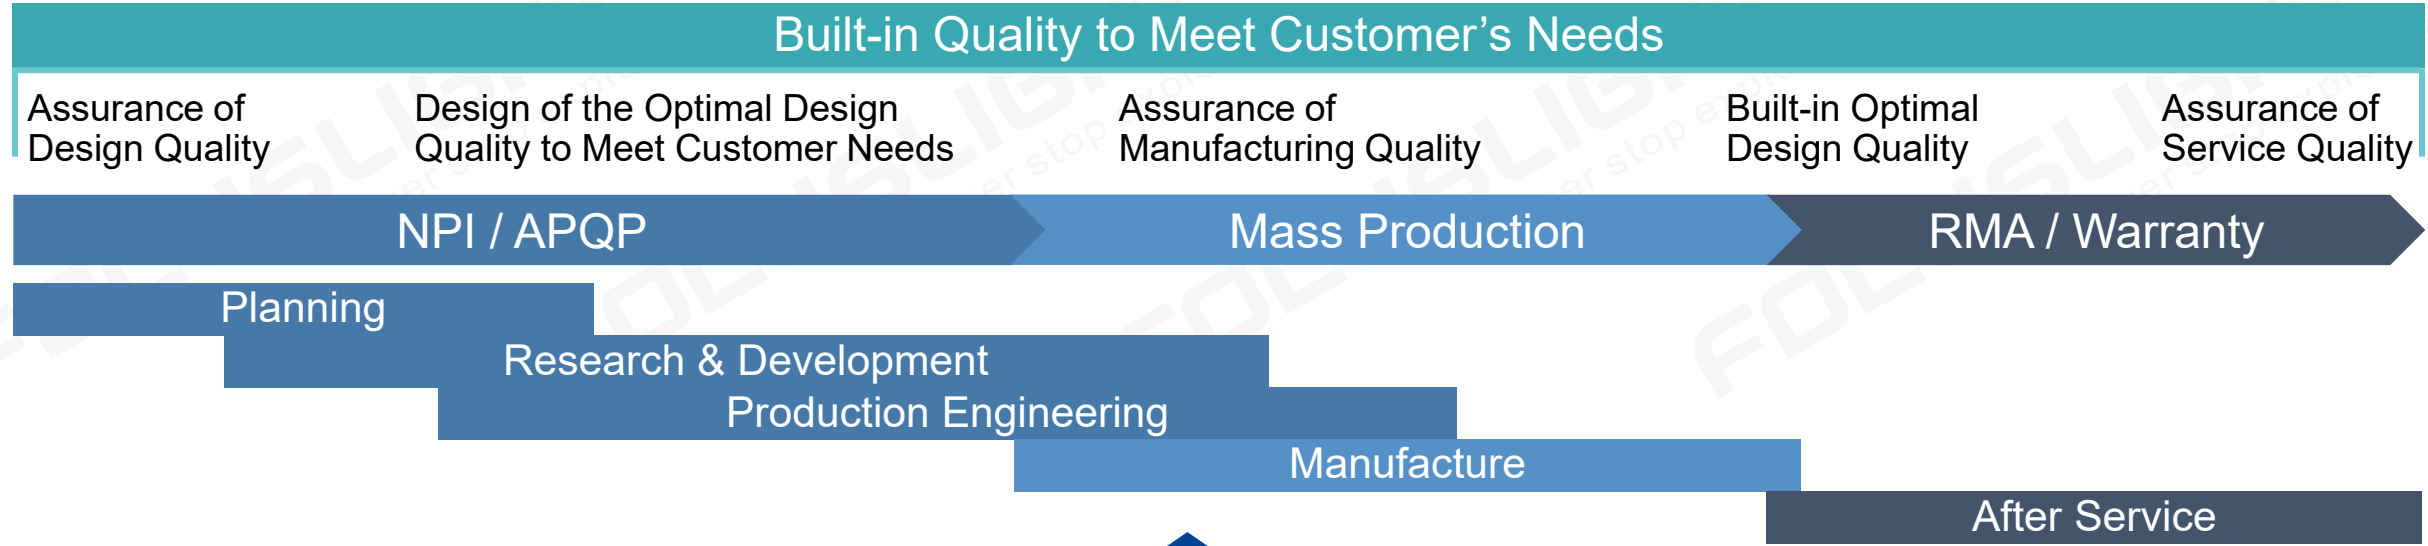 Built-in Quality to Meet Customer’s Needs
Assurance of
Design Quality
Design of the Optimal Design
Quality to Meet Customer Needs
Assurance of
Manufacturing Quality
Built-in Optimal
Design Quality
Assurance of
Service Quality
NPI / APQP
Mass Production
RMA / Warranty
Planning
Research & Development
Production Engineering
Manufacture
After Service